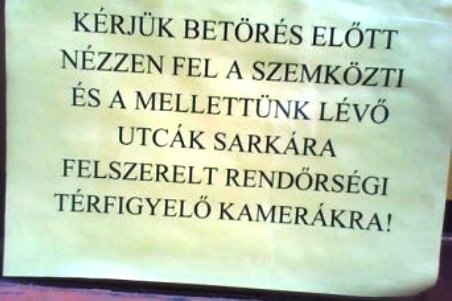 KÉRJÜK BETÖRÉS ELŐTT
NÉZZEN FEL A SZEMKÖZTI
ÉS A MELLETTÜNK LÉVŐ
UTCÁK SARKÁRA
FELSZERELT RENDŐRSÉGI
TÉRFIGYELŐ KAMERÁKRA!